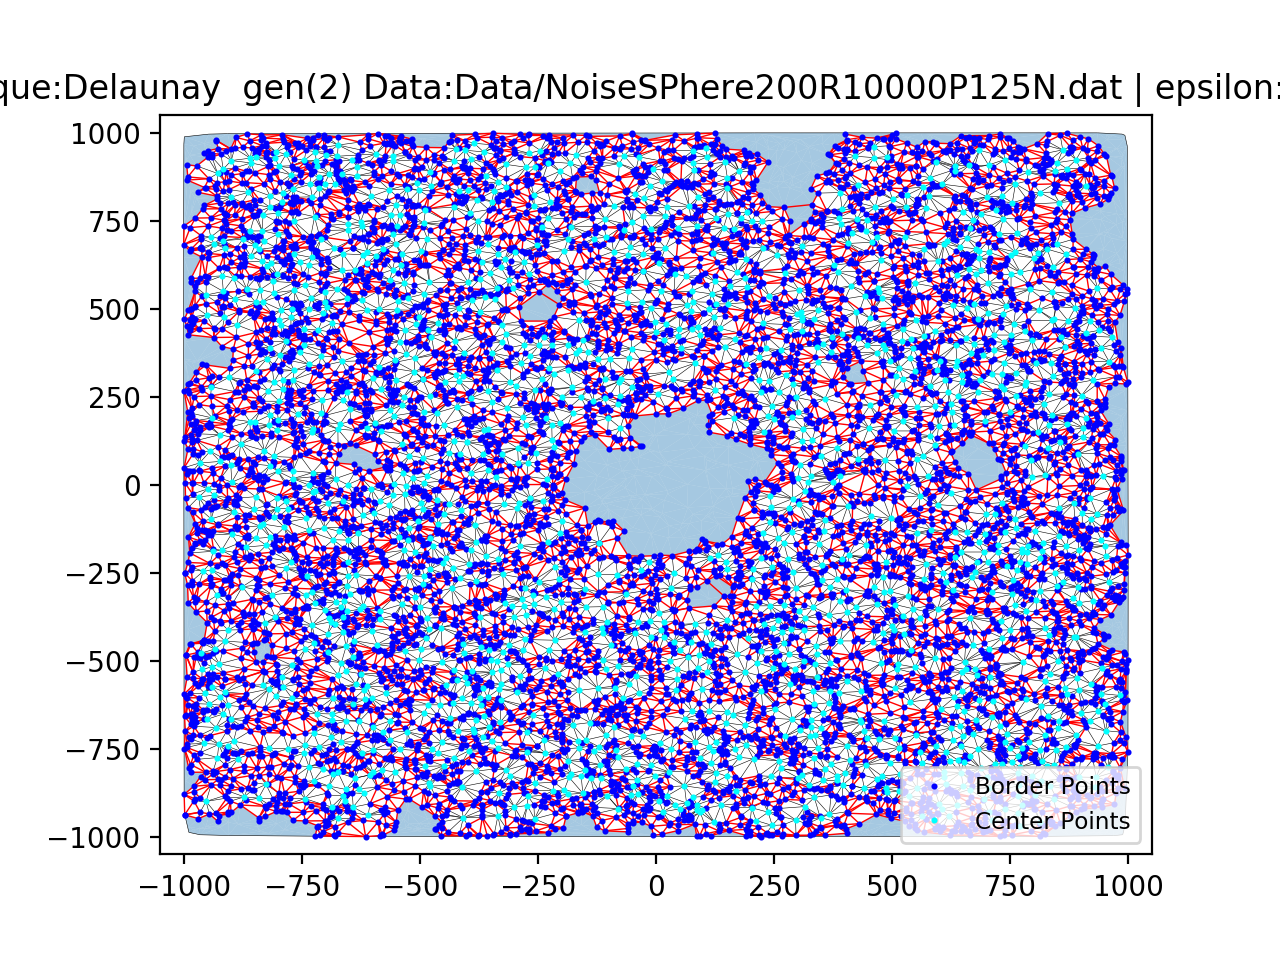 que:Delaunay gen(2) Data:Data/NoiseSPhere200R10000P125N.dat | epsilon:
1000
750
500
250
0
−250
−500
−750
−1000
Border Points
Center Points
−1000 −750 −500 −250 0 250 500 750 1000